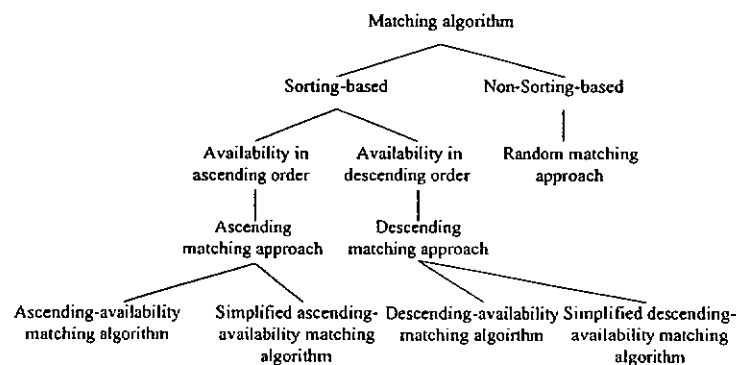 Matching algorithm
Sorting-based
Non-Sorting-based
Availability in
ascending order
Availability in
descending order
Random matching
approach
Ascending
matching approach
Descending
matching approach
Ascending-availability
matching algorithm
Simplified ascending-
availability matching
algorithm
Descending-availability
matching algoirthm
Simplified descending-
availability matching
algorithm